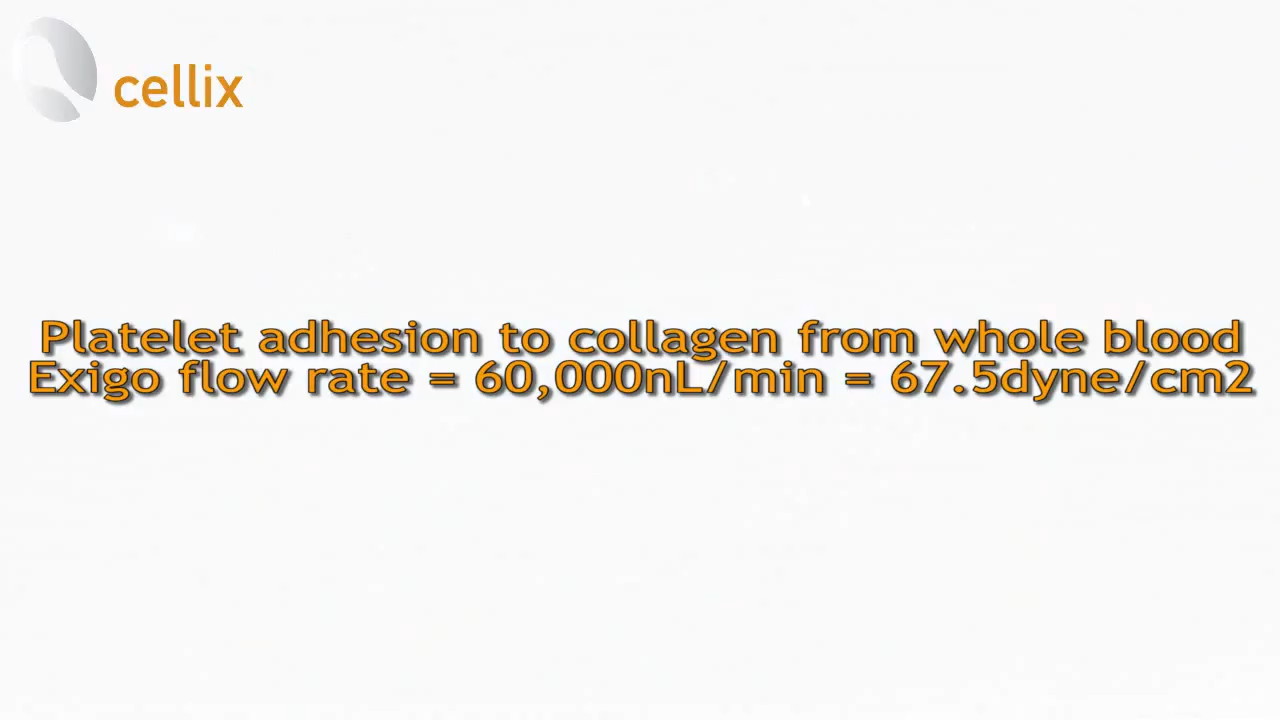 cellix
Platelet adhesion to collagen from whole blood
Exigo flow rate = 60,000nL/min = 67.5dyne/cm2